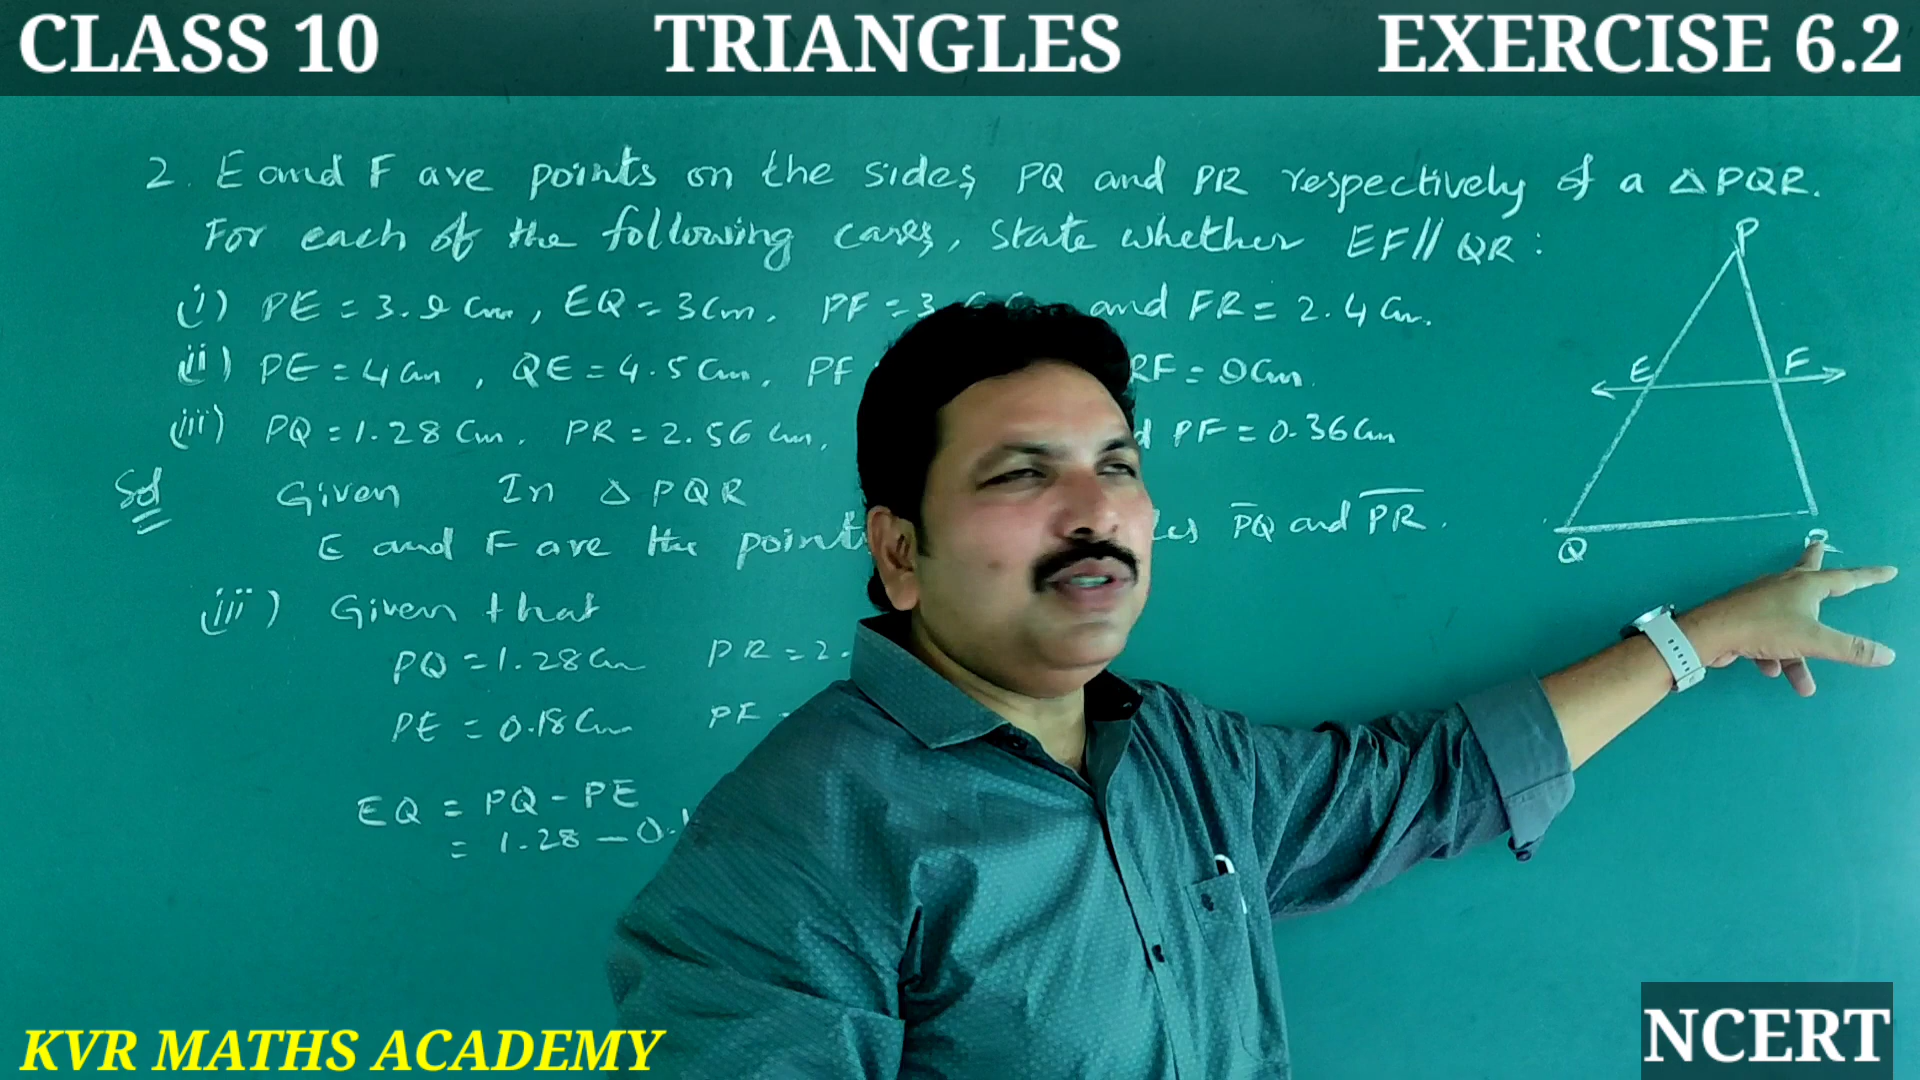 CLASS 10 TRIANGLES EXERCISE 6.2
2. E and F are points on the sides PQ and PR respectively of a △PQR.
For each of the following cases, state whether EF // QR :
(i) PE = 3.9 Cm, EQ = 3 Cm, PF = 3. and FR = 2.4 Cm.
(ii) PE = 4 Cm, QE = 4.5 Cm, PF RF = 9 Cm.
(iii) PQ = 1.28 Cm, PR = 2.56 Cm, PF = 0.36 Cm
Sol Given In △ PQR
E and F are the point PQ and PR.
(iii) Given that
PQ = 1.28 Cm PR = 2.
PE = 0.18 Cm PF =
EQ = PQ - PE
= 1.28 - 0.1
P
E F
Q R
KVR MATHS ACADEMY
NCERT